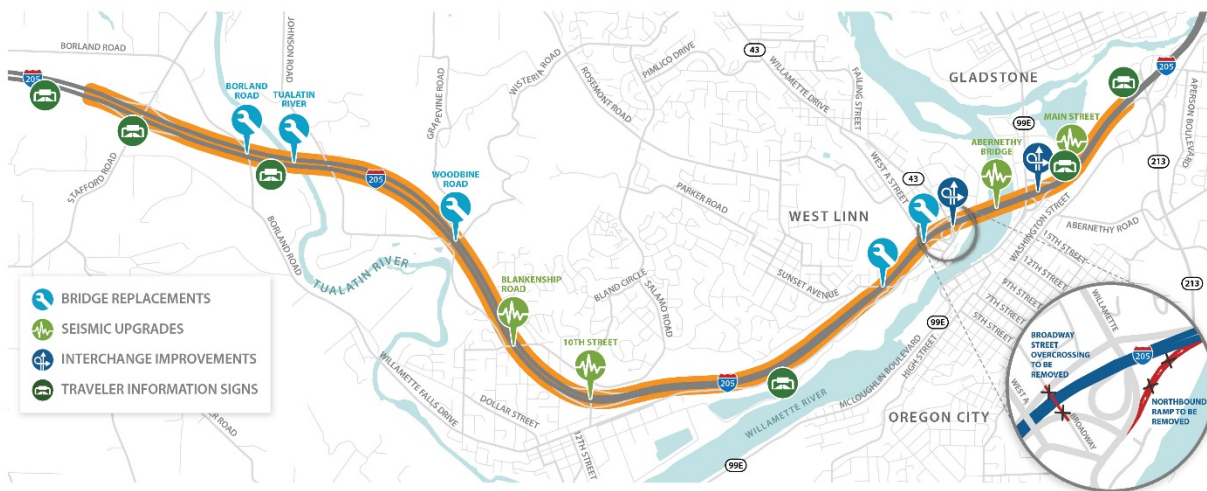 BORLAND ROAD
JOHNSON ROAD
205
BORLAND
ROAD
TUALATIN
RIVER
STAFFORD ROAD
BORLAND ROAD
TUALATIN RIVER
205
GRAPEVINE ROAD
WISTERIA ROAD
ROSEMONT ROAD
PIMLICO DRIVE
WOODBINE
ROAD
BLANKENSHIP
ROAD
10TH STREET
BLAND CIRCLE
SALAMO ROAD
PARKER ROAD
SUNSET AVENUE
WILLAMETTE FALLS DRIVE
DOLLAR STREET
12TH STREET
205
43
WILLAMETTE DRIVE
FAILING STREET
WEST A STREET
43
WEST LINN
GLADSTONE
99E
ABERNETHY
BRIDGE
MAIN STREET
205
APERSON BOULEVARD
213
WASHINGTON STREET
ABERNETHY ROAD
15TH STREET
12TH STREET
9TH STREET
7TH STREET
5TH STREET
99E
MCLOUGHLIN BOULEVARD
HIGH STREET
WILLAMETTE RIVER
OREGON CITY
99E
213
BRIDGE REPLACEMENTS
SEISMIC UPGRADES
INTERCHANGE IMPROVEMENTS
TRAVELER INFORMATION SIGNS
BROADWAY
STREET
OVERCROSSING
TO BE
REMOVED
WILLAMETTE
205
WEST A
BROADWAY
NORTHBOUND
RAMP TO BE
REMOVED